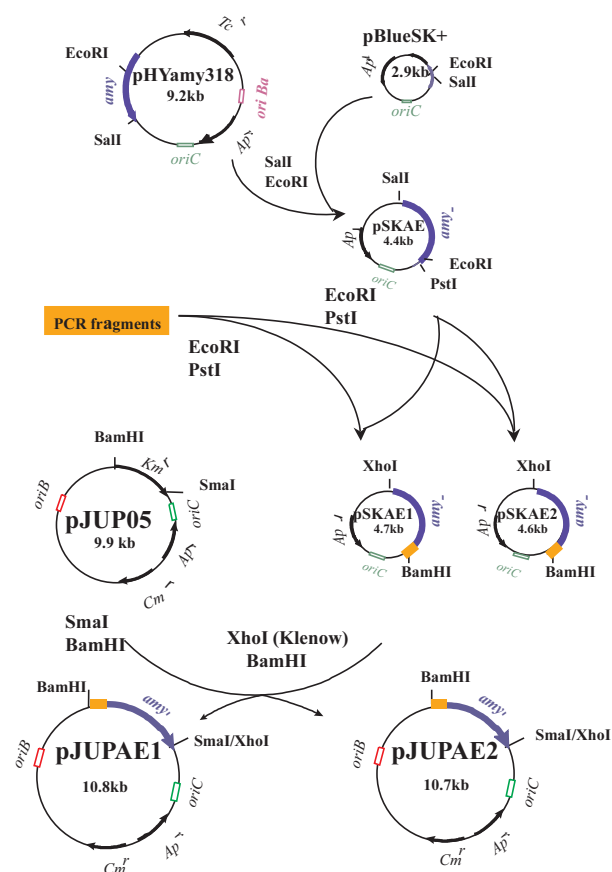 Tc r
pBlueSK+
EcoRI
pHYamy318
9.2kb
amy
ori Ba
SalI
oriC
Ap r
Ap r
2.9kb
EcoRI
SalI
oriC
SalI
EcoRI
SalI
pSKAE
4.4kb
amy-
Ap r
oriC
EcoRI
PstI
EcoRI
PstI
PCR fragments
EcoRI
PstI
BamHI
Km r
SmaI
oriB
pJUP05
9.9 kb
oriC
Ap r
Cm r
XhoI
pSKAE1
4.7kb
amy-
Ap r
oriC
BamHI
XhoI
pSKAE2
4.6kb
amy-
Ap r
oriC
BamHI
SmaI
BamHI
XhoI (Klenow)
BamHI
BamHI
amy'
SmaI/XhoI
oriB
pJUPAE1
10.8kb
oriC
Ap r
Cm r
BamHI
amy'
SmaI/XhoI
oriB
pJUPAE2
10.7kb
oriC
Ap r
Cm r